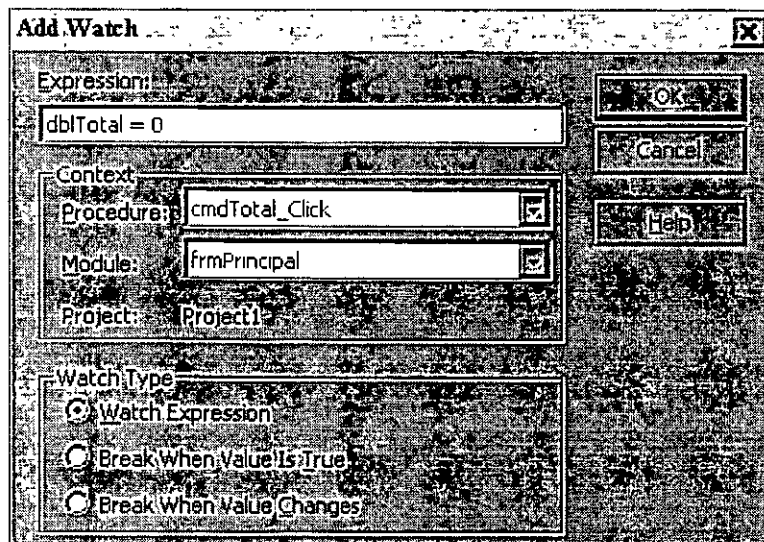 Add Watch
Expression:
dblTotal = 0
OK
Cancel
Help
Context
Procedure:
cmdTotal_Click
Module:
frmPrincipal
Project:
Project1
Watch Type
Watch Expression
Break When Value Is True
Break When Value Changes